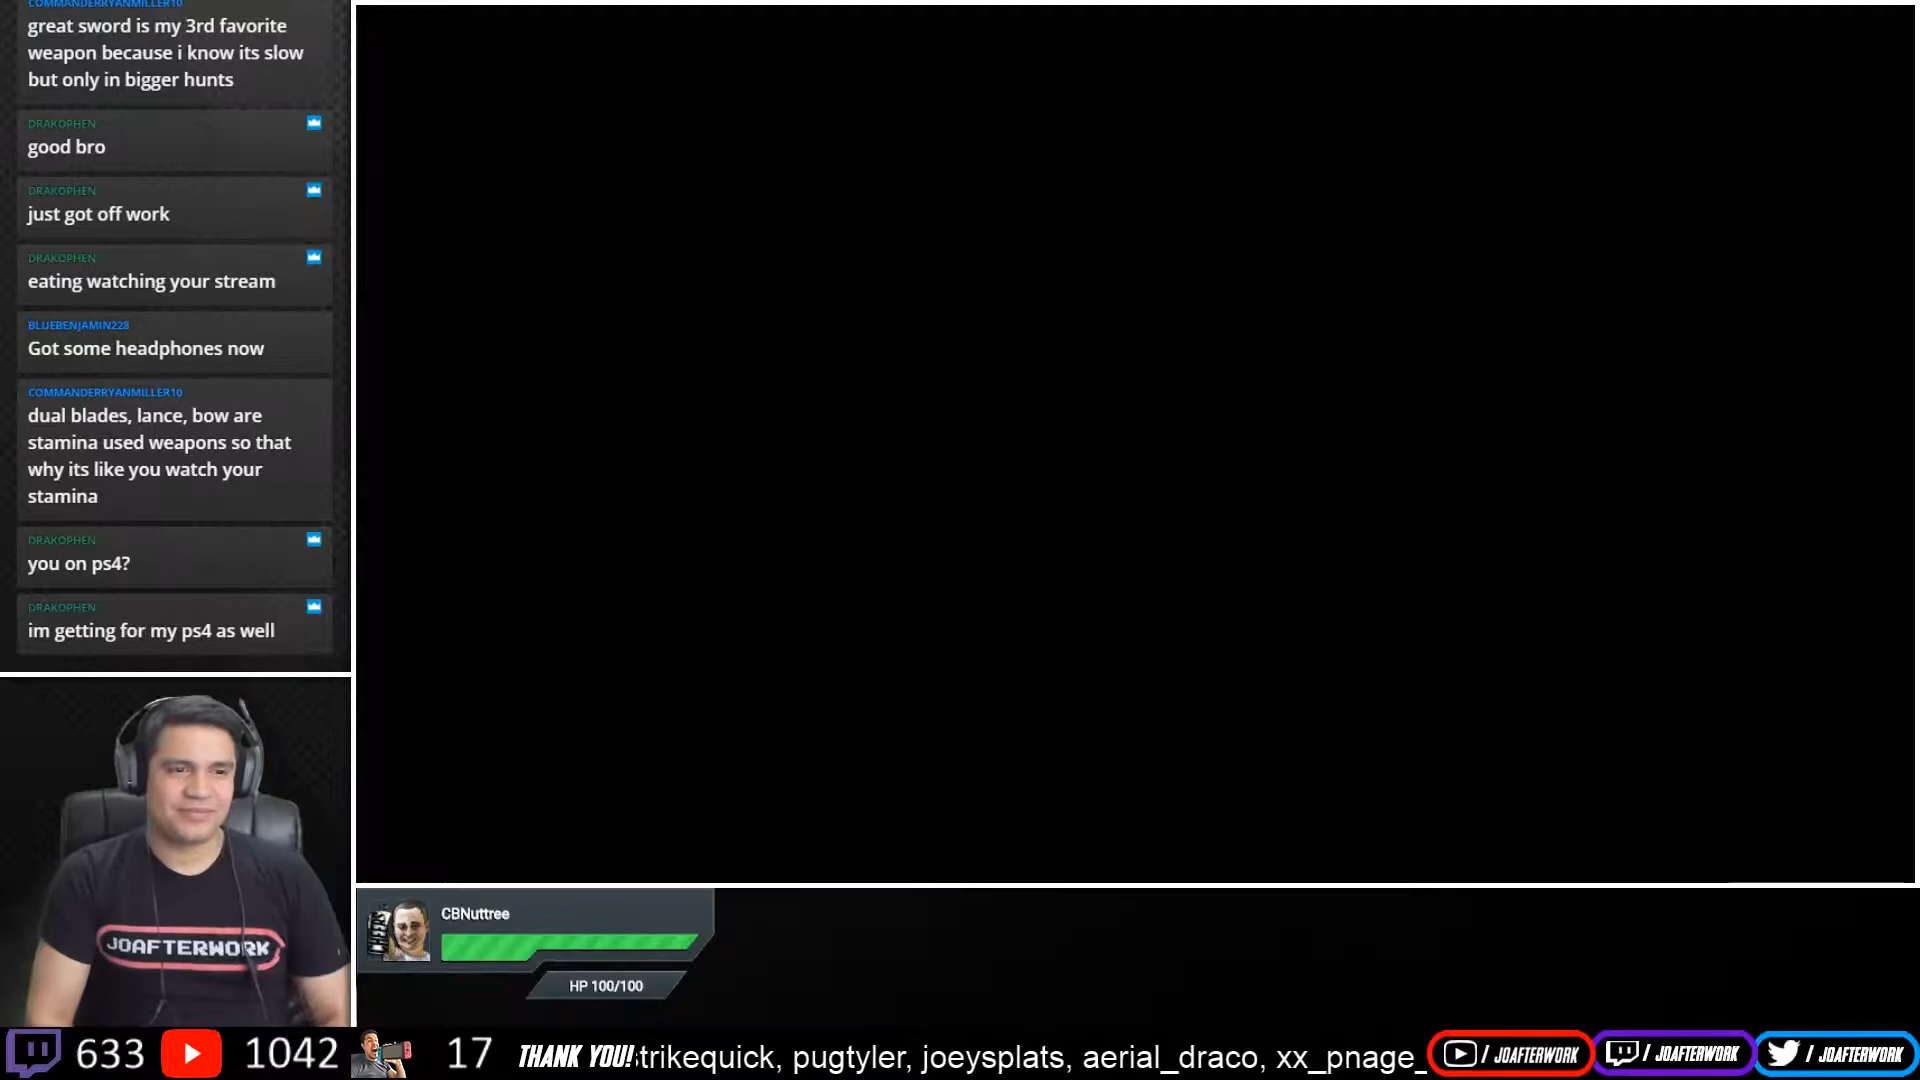 COMMANDERRYANMILLER10
great sword is my 3rd favorite
weapon because i know its slow
but only in bigger hunts
DRAKOPHEN
good bro
DRAKOPHEN
just got off work
DRAKOPHEN
eating watching your stream
BLUEBENJAMIN228
Got some headphones now
COMMANDERRYANMILLER10
dual blades, lance, bow are
stamina used weapons so that
why its like you watch your
stamina
DRAKOPHEN
you on ps4?
DRAKOPHEN
im getting for my ps4 as well
JOAFTERWORK
CBNuttree
HP 100/100
633
1042
17
THANK YOU! trikequick, pugtyler, joeysplats, aerial_draco, xx_pnage_
/ JOAFTERWORK
/ JOAFTERWORK
/ JOAFTERWORK